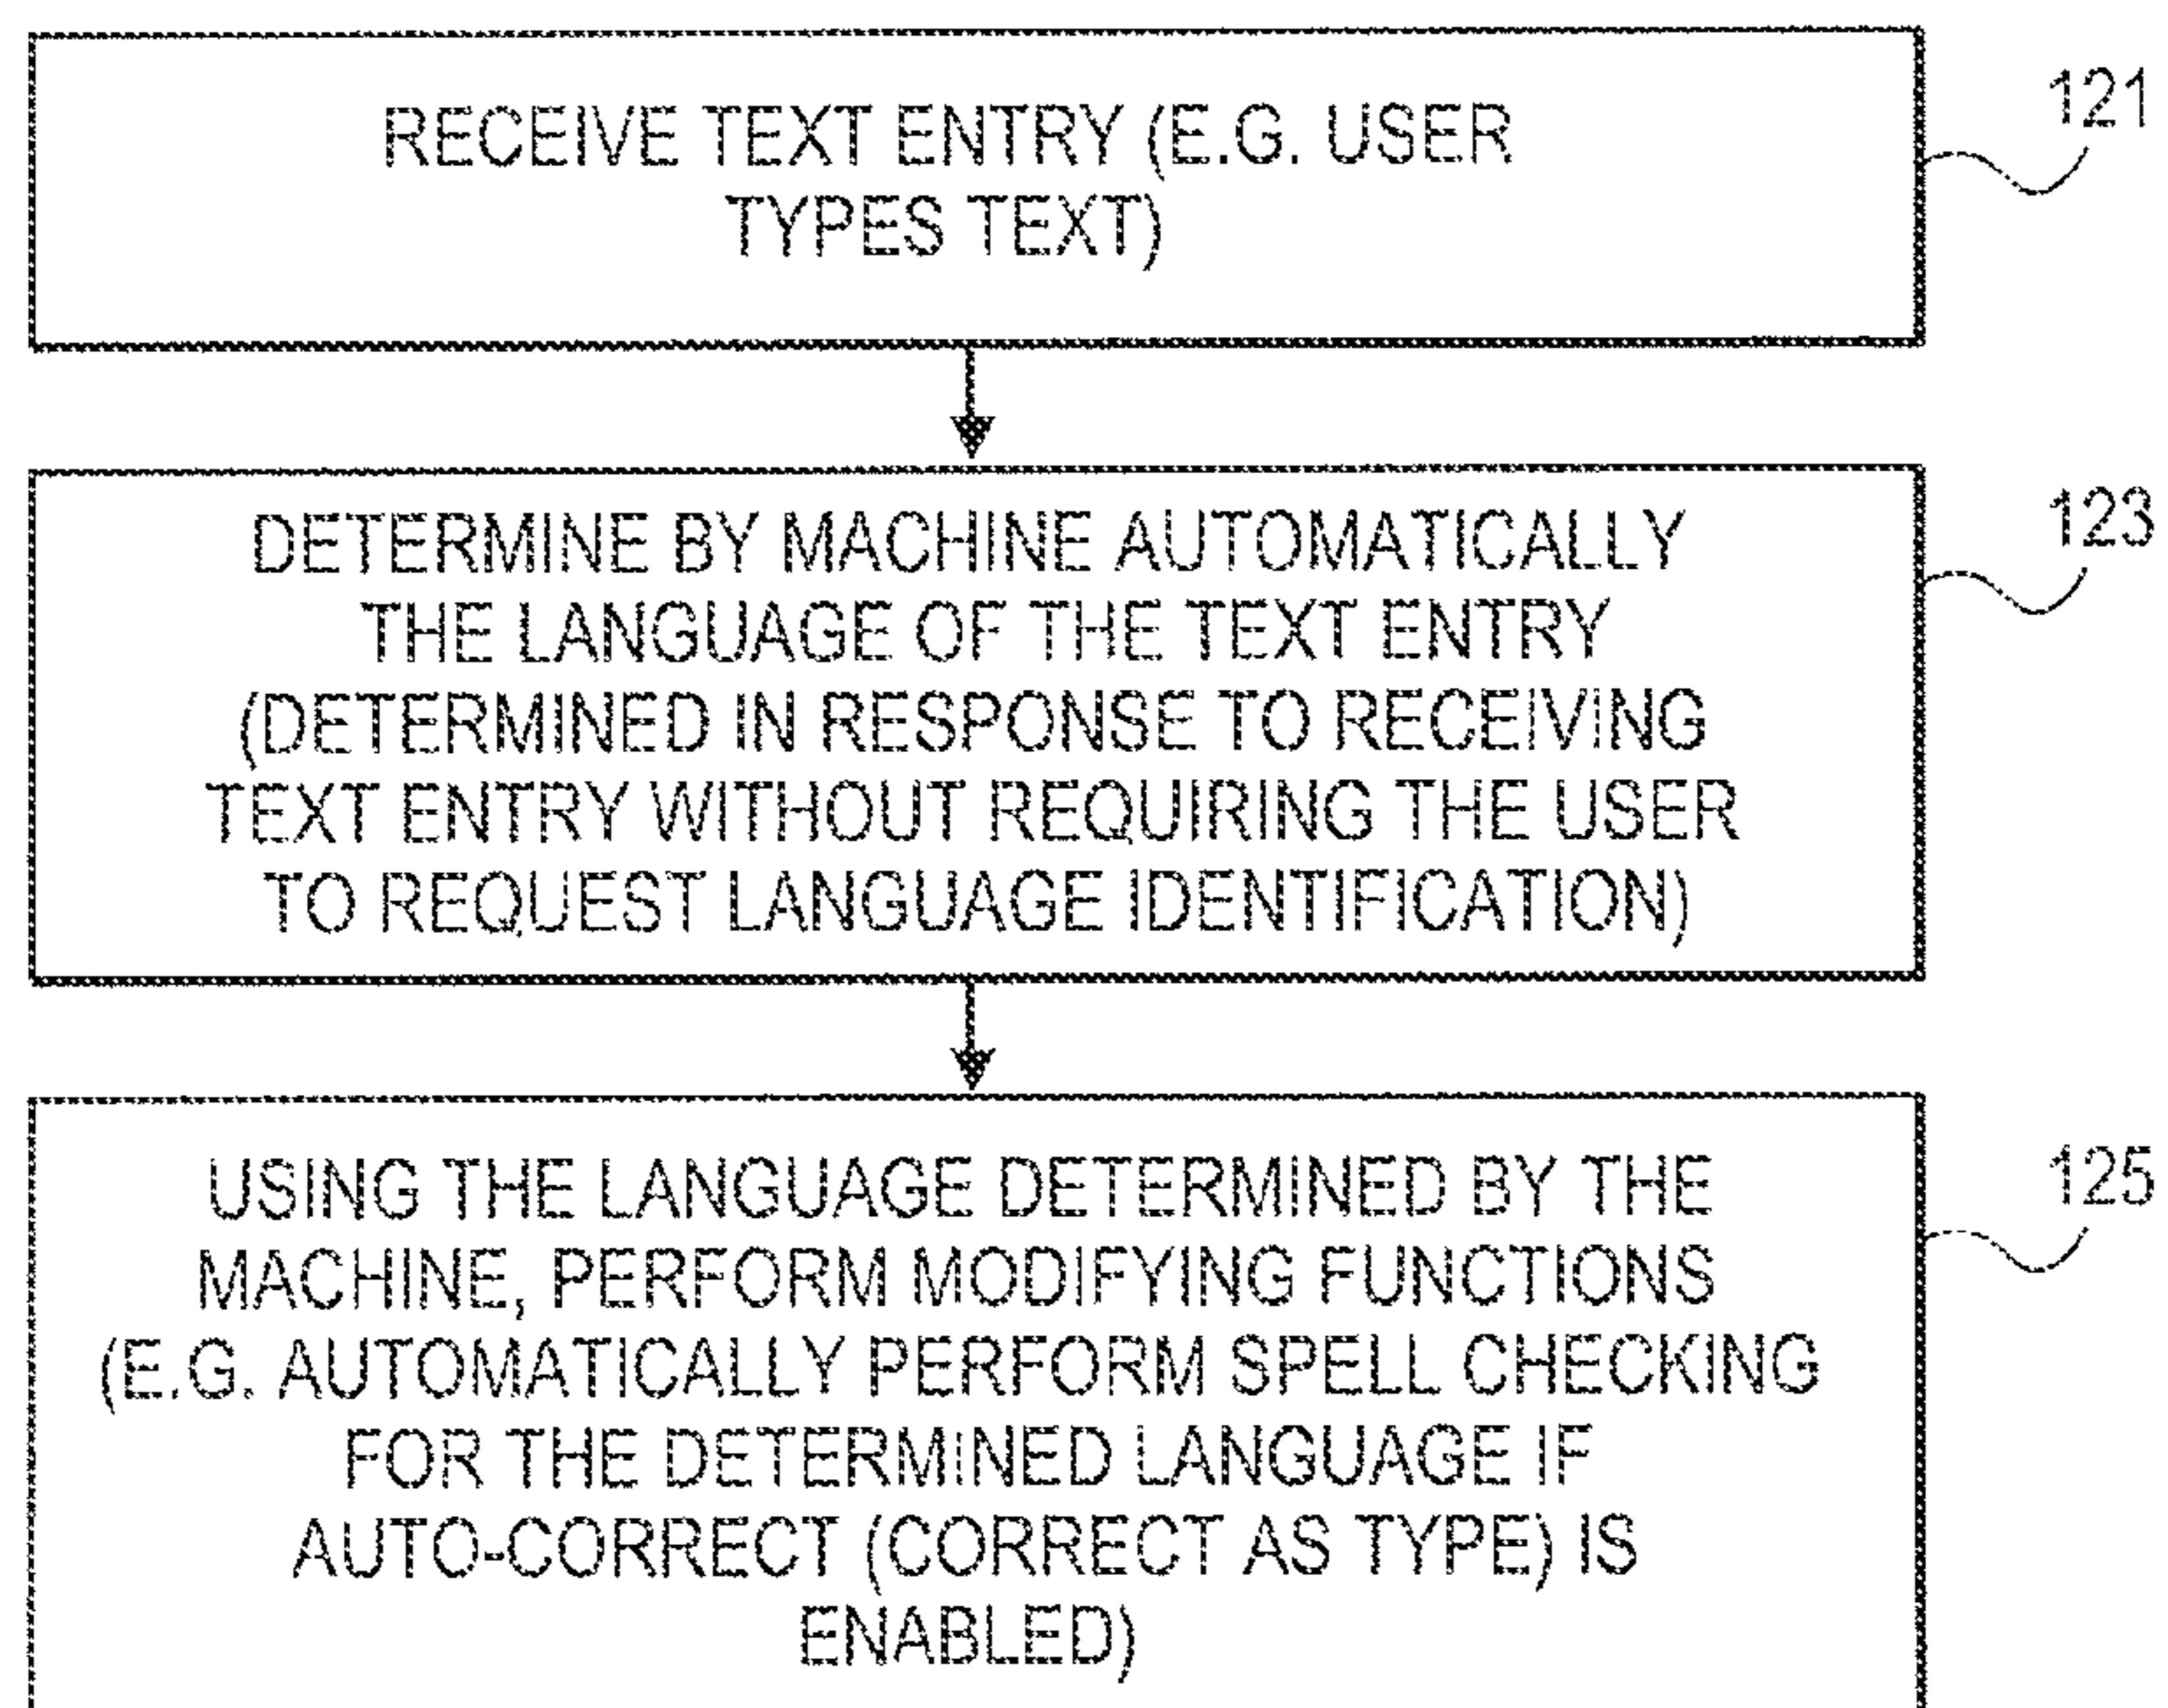 RECEIVE TEXT ENTRY (E.G. USER
TYPES TEXT)
121
DETERMINE BY MACHINE AUTOMATICALLY
THE LANGUAGE OF THE TEXT ENTRY
(DETERMINED IN RESPONSE TO RECEIVING
TEXT ENTRY WITHOUT REQUIRING THE USER
TO REQUEST LANGUAGE IDENTIFICATION)
123
USING THE LANGUAGE DETERMINED BY THE
MACHINE, PERFORM MODIFYING FUNCTIONS
(E.G. AUTOMATICALLY PERFORM SPELL CHECKING
FOR THE DETERMINED LANGUAGE IF
AUTO-CORRECT (CORRECT AS TYPE) IS
ENABLED)
125